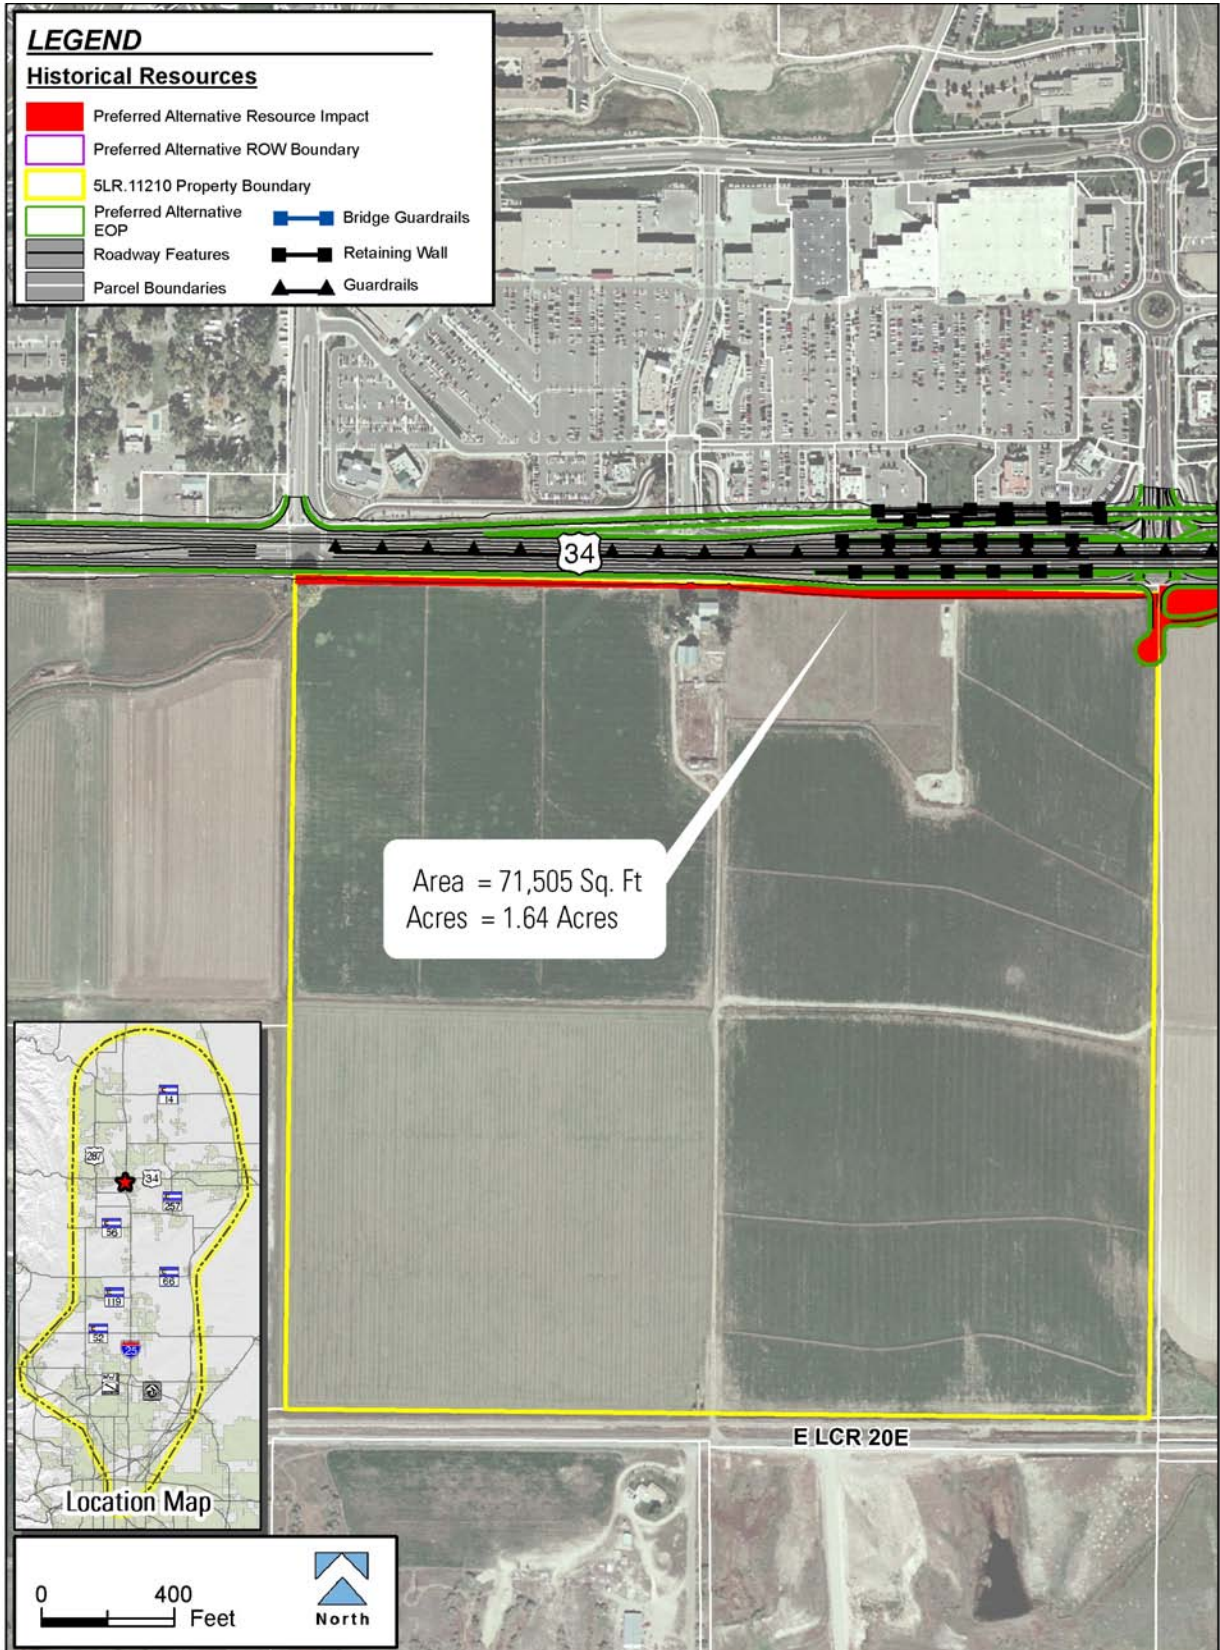 LEGEND
Historical Resources
Preferred Alternative Resource Impact
Preferred Alternative ROW Boundary
5LR.11210 Property Boundary
Preferred Alternative
EOP
Roadway Features
Parcel Boundaries
Bridge Guardrails
Retaining Wall
Guardrails
34
Area = 71,505 Sq. Ft
Acres = 1.64 Acres
14
287
34
257
56
66
119
52
25
Location Map
E LCR 20E
0 400
Feet
North